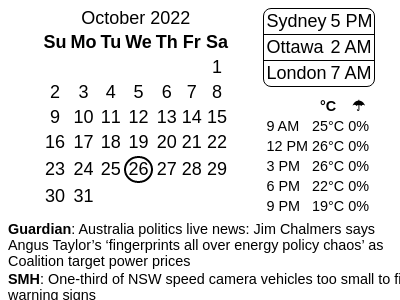 October 2022
Su Mo Tu We Th Fr Sa
1
2 3 4 5 6 7 8
9 10 11 12 13 14 15
16 17 18 19 20 21 22
23 24 25 26 27 28 29
30 31
Sydney 5 PM
Ottawa 2 AM
London 7 AM
°C ☂
9 AM 25°C 0%
12 PM 26°C 0%
3 PM 26°C 0%
6 PM 22°C 0%
9 PM 19°C 0%
Guardian: Australia politics live news: Jim Chalmers says
Angus Taylor’s ‘fingerprints all over energy policy chaos’ as
Coalition target power prices
SMH: One-third of NSW speed camera vehicles too small to fi
warning signs